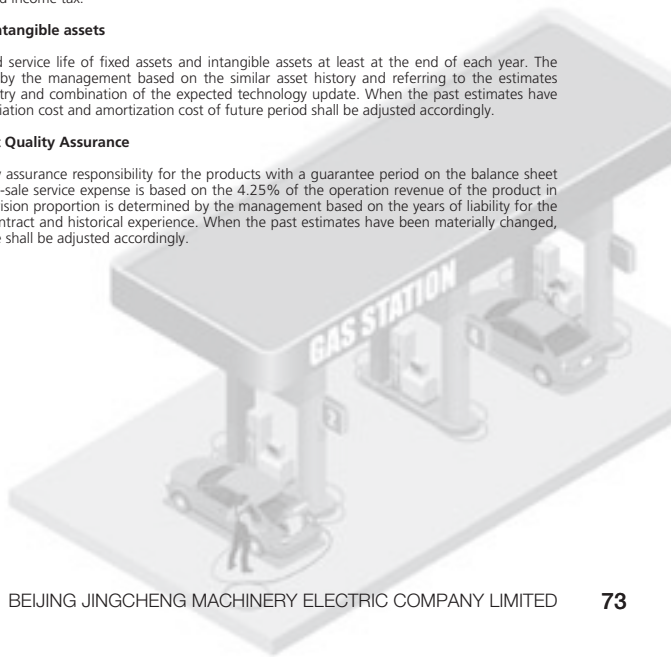 d income tax.
ntangible assets
d service life of fixed assets and intangible assets at least at the end of each year. The
by the management based on the similar asset history and referring to the estimates
try and combination of the expected technology update. When the past estimates have
iation cost and amortization cost of future period shall be adjusted accordingly.
t Quality Assurance
y assurance responsibility for the products with a guarantee period on the balance sheet
-sale service expense is based on the 4.25% of the operation revenue of the product in
vision proportion is determined by the management based on the years of liability for the
ntract and historical experience. When the past estimates have been materially changed,
e shall be adjusted accordingly.
GAS STATION
4
2
BEIJING JINGCHENG MACHINERY ELECTRIC COMPANY LIMITED 73